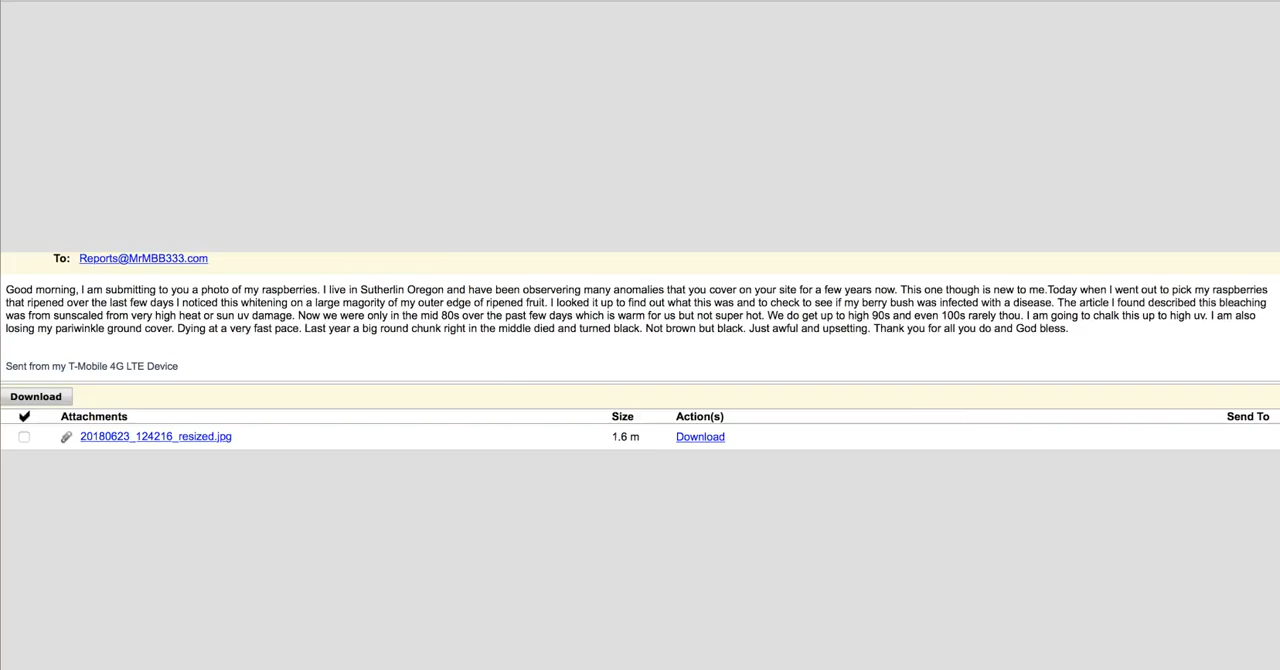 To: Reports@MrMBB333.com
Good morning, I am submitting to you a photo of my raspberries. I live in Sutherlin Oregon and have been observering many anomalies that you cover on your site for a few years now. This one though is new to me.Today when I went out to pick my raspberries
that ripened over the last few days I noticed this whitening on a large magority of my outer edge of ripened fruit. I looked it up to find out what this was and to check to see if my berry bush was infected with a disease. The article I found described this bleaching
was from sunscaled from very high heat or sun uv damage. Now we were only in the mid 80s over the past few days which is warm for us but not super hot. We do get up to high 90s and even 100s rarely thou. I am going to chalk this up to high uv. I am also
losing my pariwinkle ground cover. Dying at a very fast pace. Last year a big round chunk right in the middle died and turned black. Not brown but black. Just awful and upsetting. Thank you for all you do and God bless.
Sent from my T-Mobile 4G LTE Device
Download
Attachments Size Action(s) Send To
20180623_124216_resized.jpg 1.6 m Download